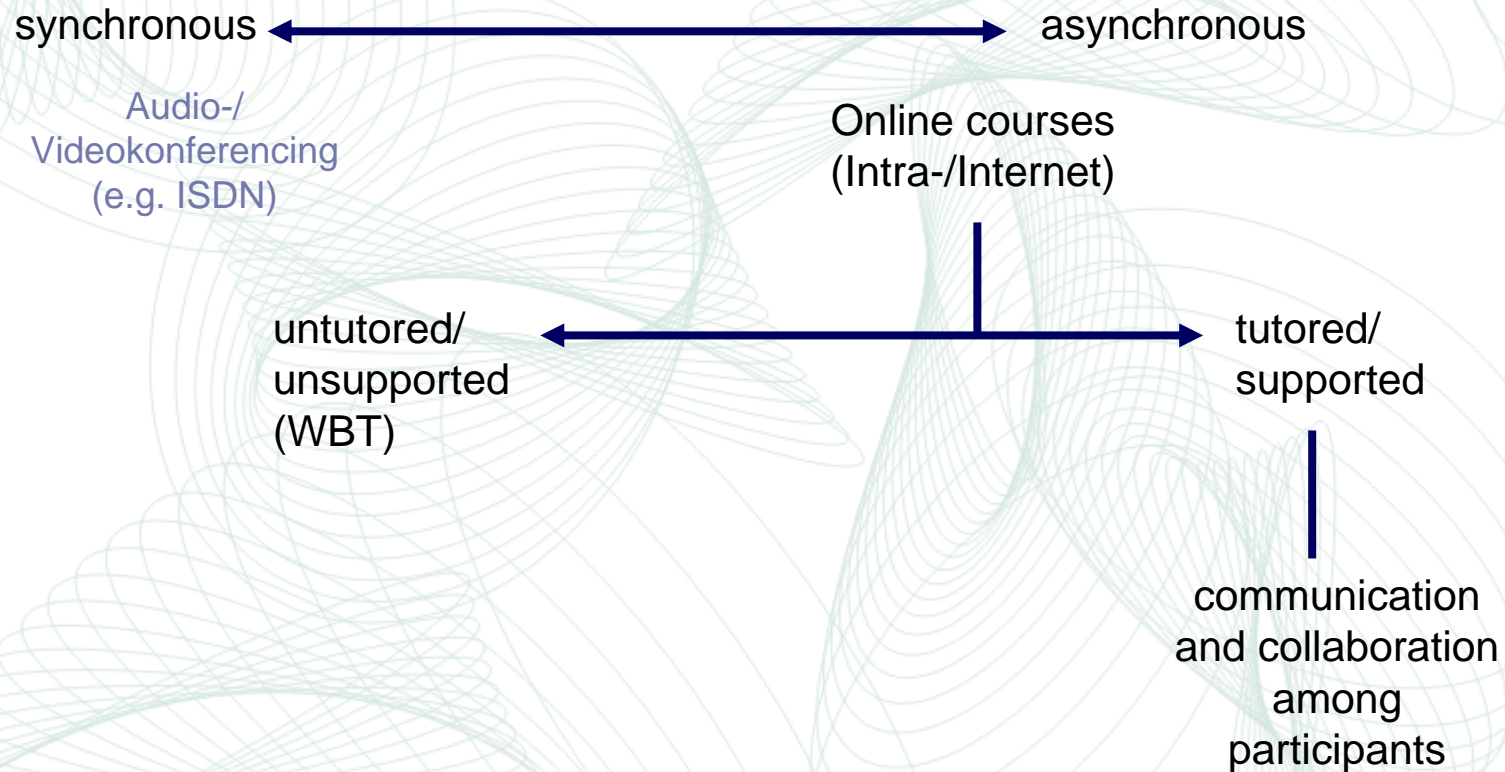 synchronous
asynchronous
Audio-/
Videokonferencing
(e.g. ISDN)
Online courses
(Intra-/Internet)
untutored/
unsupported
(WBT)
tutored/
supported
communication
and collaboration
among
participants